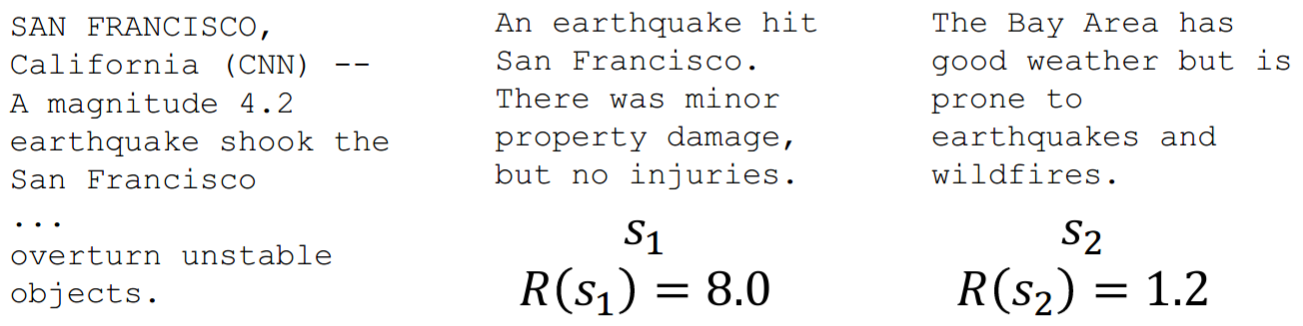 SAN FRANCISCO,
California (CNN) --
A magnitude 4.2
earthquake shook the
San Francisco
...
overturn unstable
objects.
An earthquake hit
San Francisco.
There was minor
property damage,
but no injuries.
s₁
R(s₁) = 8.0
The Bay Area has
good weather but is
prone to
earthquakes and
wildfires.
s₂
R(s₂) = 1.2